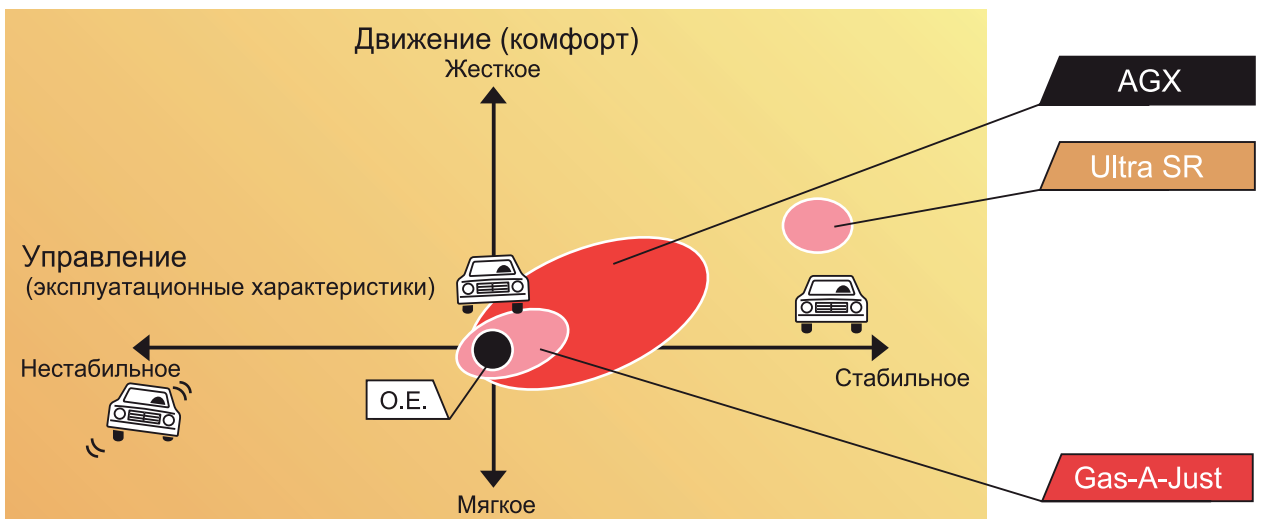 Движение (комфорт)
Жесткое
AGX
Ultra SR
Управление
(эксплуатационные характеристики)
Нестабильное
Стабильное
O.E.
Gas-A-Just
Мягкое